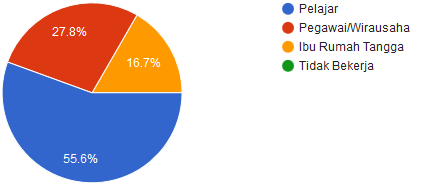 Pelajar
Pegawai/Wirausaha
Ibu Rumah Tangga
Tidak Bekerja
27.8%
16.7%
55.6%